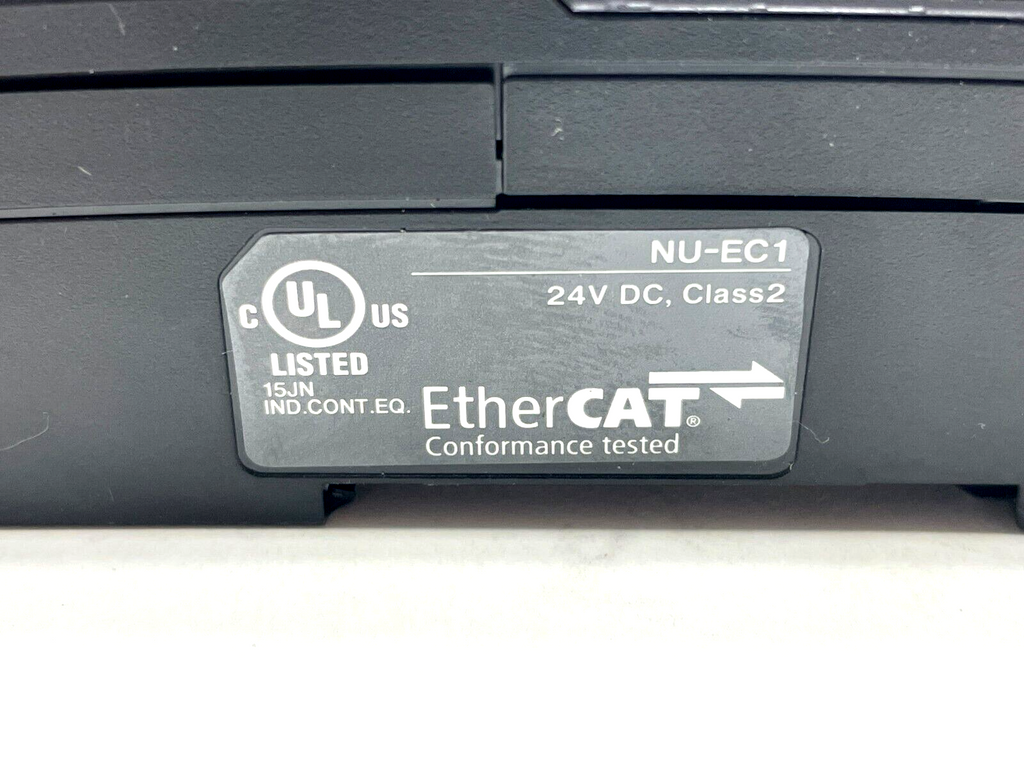 NU-EC1
24V DC, Class2
C UL US
LISTED
15JN
IND.CONT.EQ.
EtherCAT®
Conformance tested